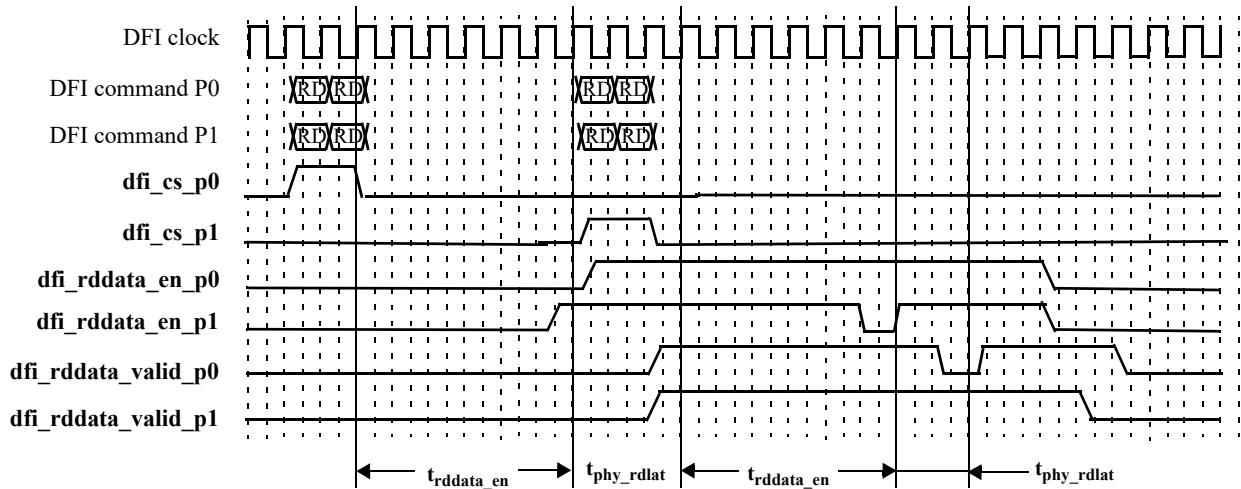 DFI clock
DFI command P0 RD RD RD RD
DFI command P1 RD RD RD RD
dfi_cs_p0
dfi_cs_p1
dfi_rddata_en_p0
dfi_rddata_en_p1
dfi_rddata_valid_p0
dfi_rddata_valid_p1
trddata_en tphy_rdlat trddata_en tphy_rdlat